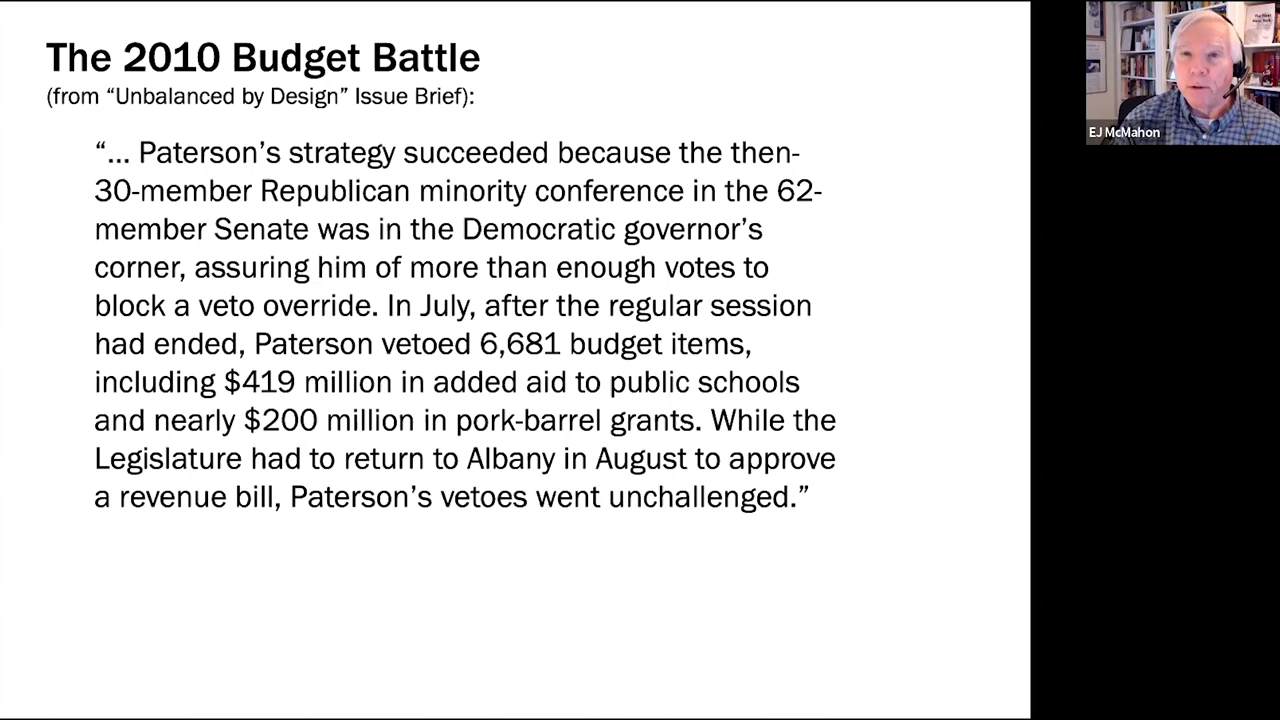 The 2010 Budget Battle
(from “Unbalanced by Design” Issue Brief):
“... Paterson’s strategy succeeded because the then-
30-member Republican minority conference in the 62-
member Senate was in the Democratic governor’s
corner, assuring him of more than enough votes to
block a veto override. In July, after the regular session
had ended, Paterson vetoed 6,681 budget items,
including $419 million in added aid to public schools
and nearly $200 million in pork-barrel grants. While the
Legislature had to return to Albany in August to approve
a revenue bill, Paterson’s vetoes went unchallenged.”
EJ McMahon